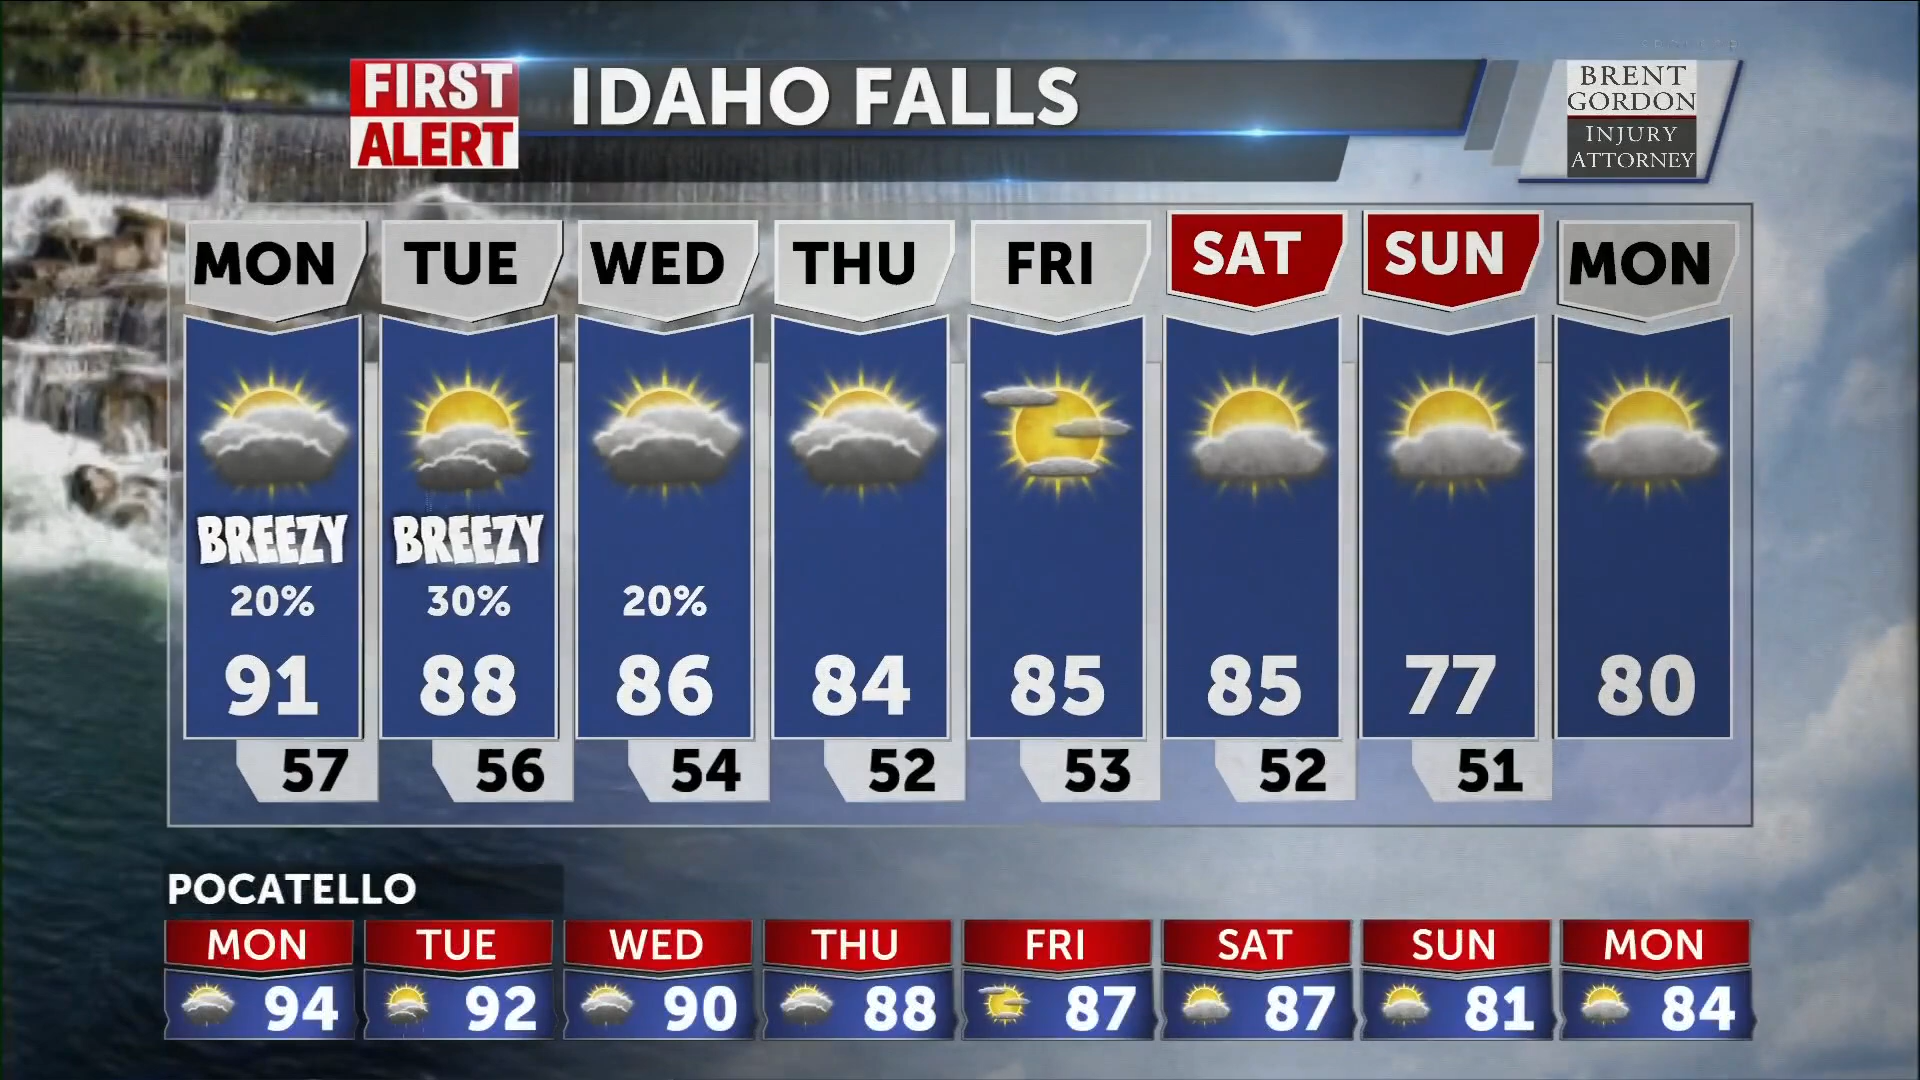 FIRST
ALERT
IDAHO FALLS
BRENT
GORDON
INJURY
ATTORNEY
MON TUE WED THU FRI SAT SUN MON
BREEZY BREEZY
20% 30% 20%
91 88 86 84 85 85 77 80
57 56 54 52 53 52 51
POCATELLO
MON TUE WED THU FRI SAT SUN MON
94 92 90 88 87 87 81 84